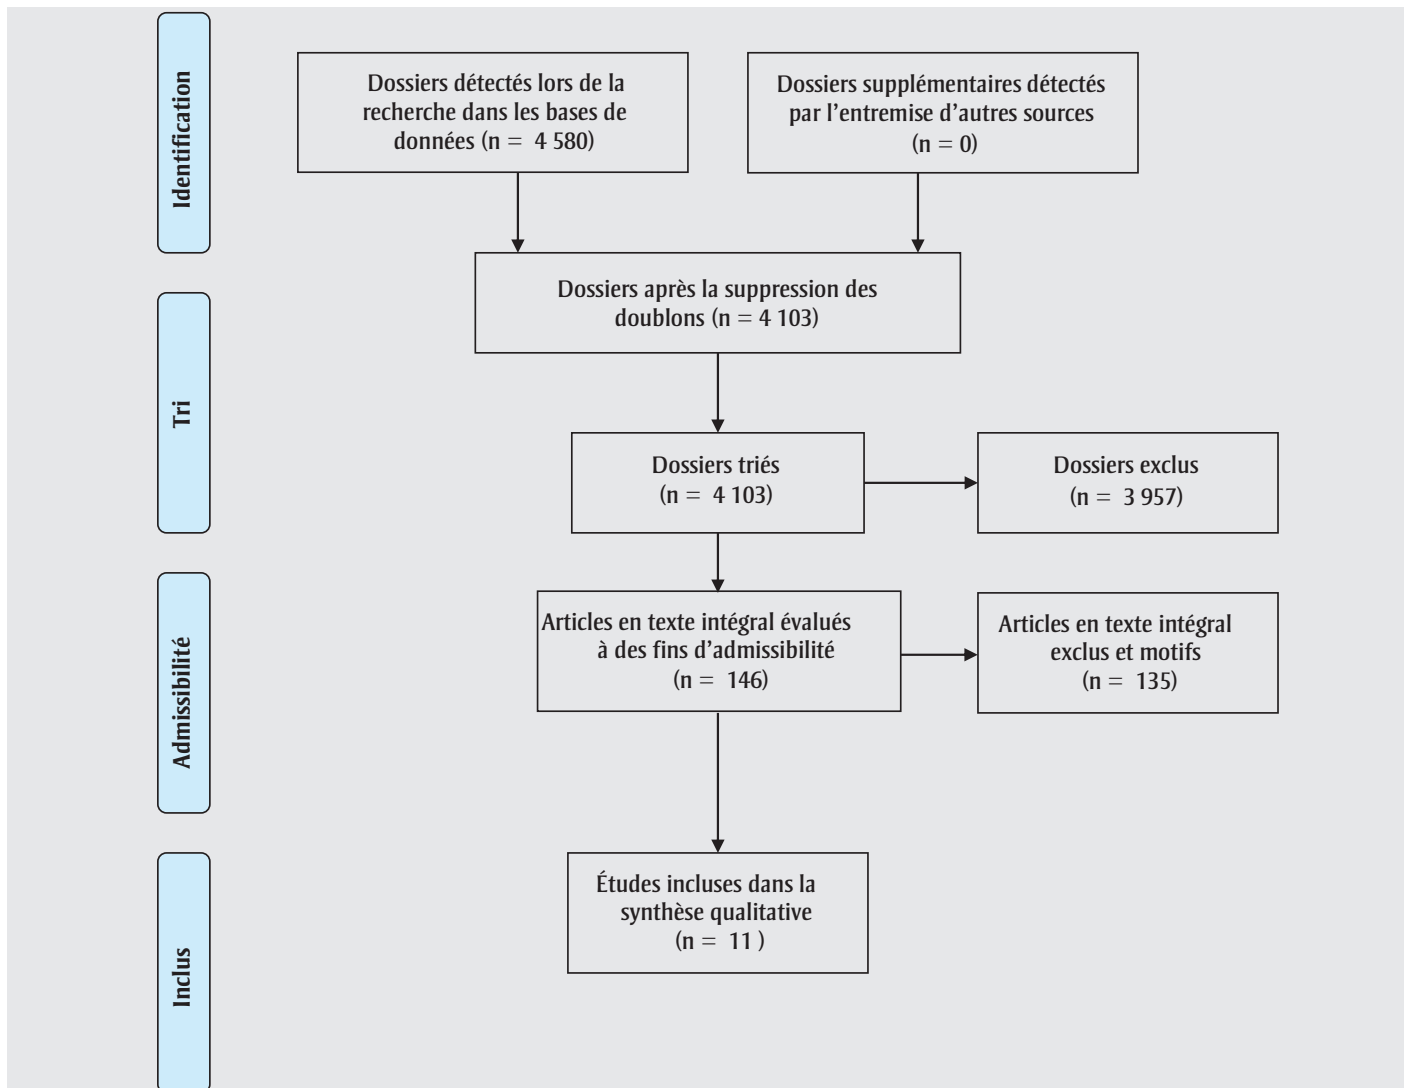 Identification
Dossiers détectés lors de la
recherche dans les bases de
données (n = 4 580)
Dossiers supplémentaires détectés
par l'entremise d'autres sources
(n = 0)
Dossiers après la suppression des
doublons (n = 4 103)
Tri
Dossiers triés
(n = 4 103)
Dossiers exclus
(n = 3 957)
Admissibilité
Articles en texte intégral évalués
à des fins d'admissibilité
(n = 146)
Articles en texte intégral
exclus et motifs
(n = 135)
Inclus
Études incluses dans la
synthèse qualitative
(n = 11 )